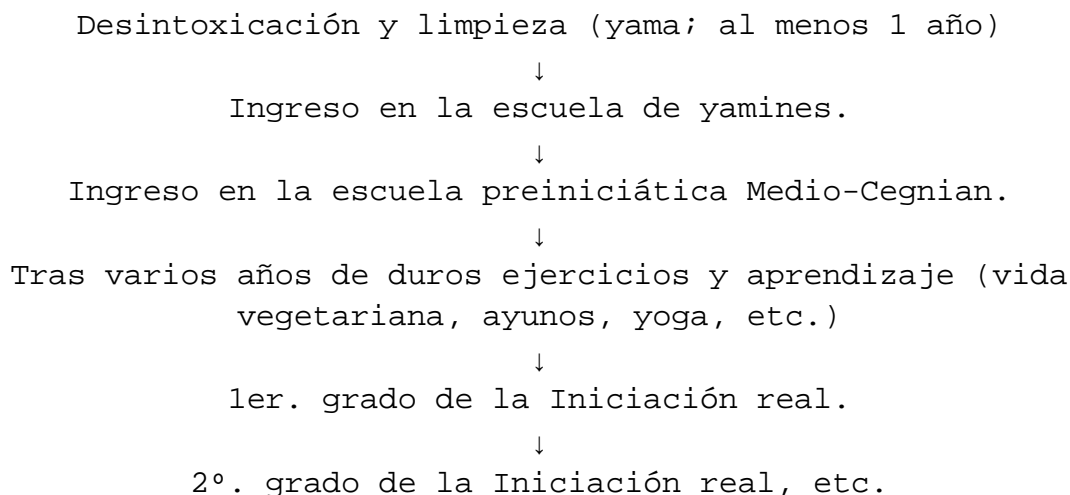 Desintoxicación y limpieza (yama; al menos 1 año)
↓
Ingreso en la escuela de yamines.
↓
Ingreso en la escuela preiniciática Medio-Cegnian.
↓
Tras varios años de duros ejercicios y aprendizaje (vida
vegetariana, ayunos, yoga, etc.)
↓
1er. grado de la Iniciación real.
↓
2º. grado de la Iniciación real, etc.